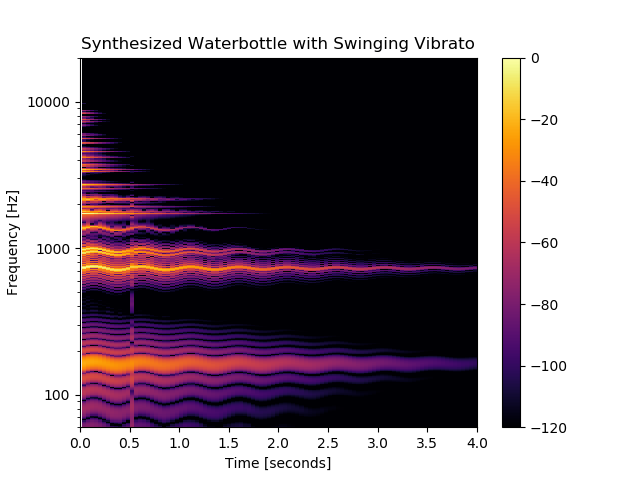 Synthesized Waterbottle with Swinging Vibrato
Frequency [Hz]
10000
1000
100
0.0 0.5 1.0 1.5 2.0 2.5 3.0 3.5 4.0
Time [seconds]
0
−20
−40
−60
−80
−100
−120